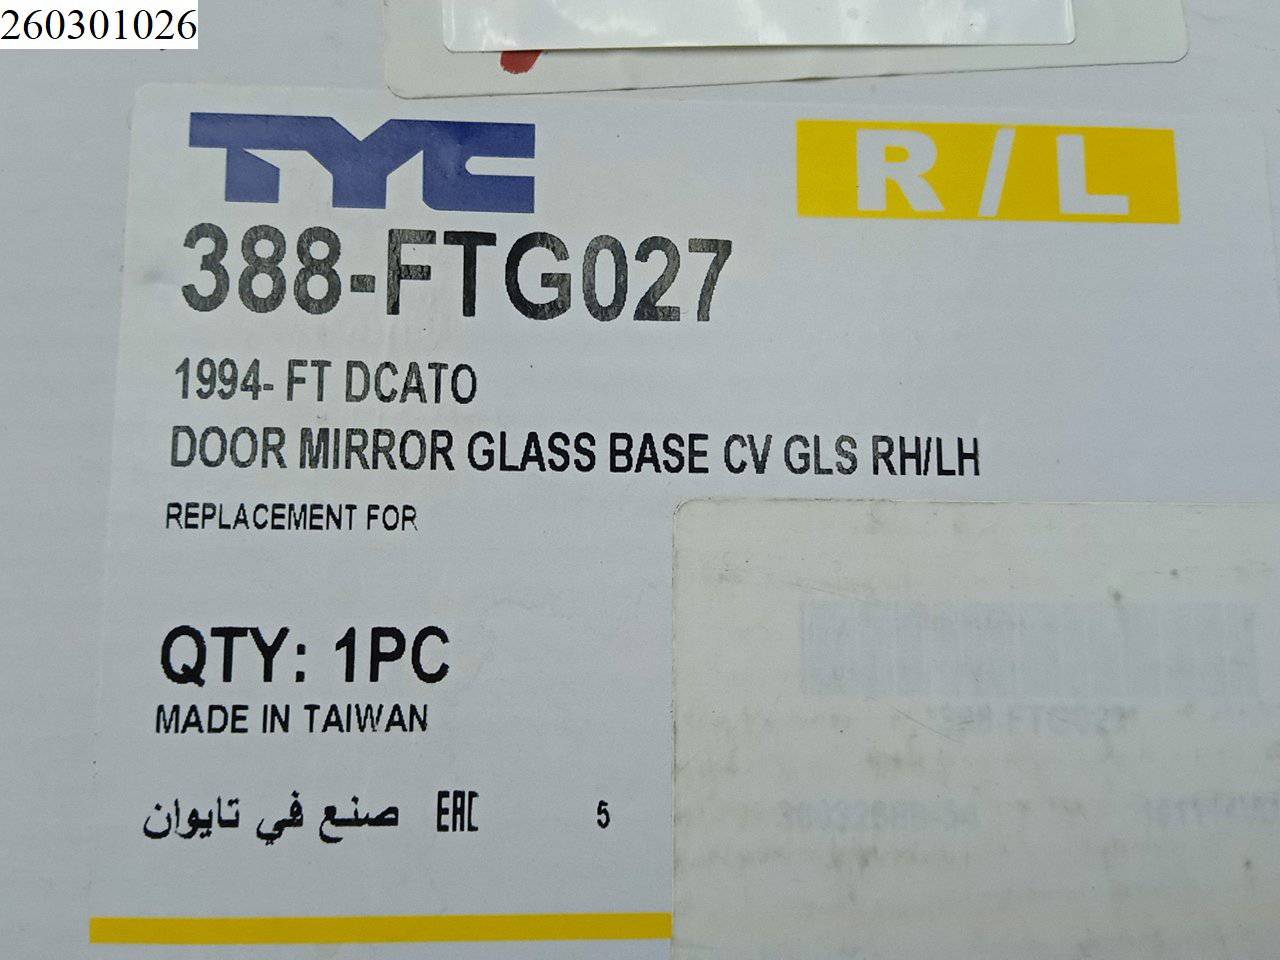 260301026
TYC
R/L
388-FTG027
1994- FT DCATO
DOOR MIRROR GLASS BASE CV GLS RH/LH
REPLACEMENT FOR
QTY: 1PC
MADE IN TAIWAN
صنع في تايوان EAC 5